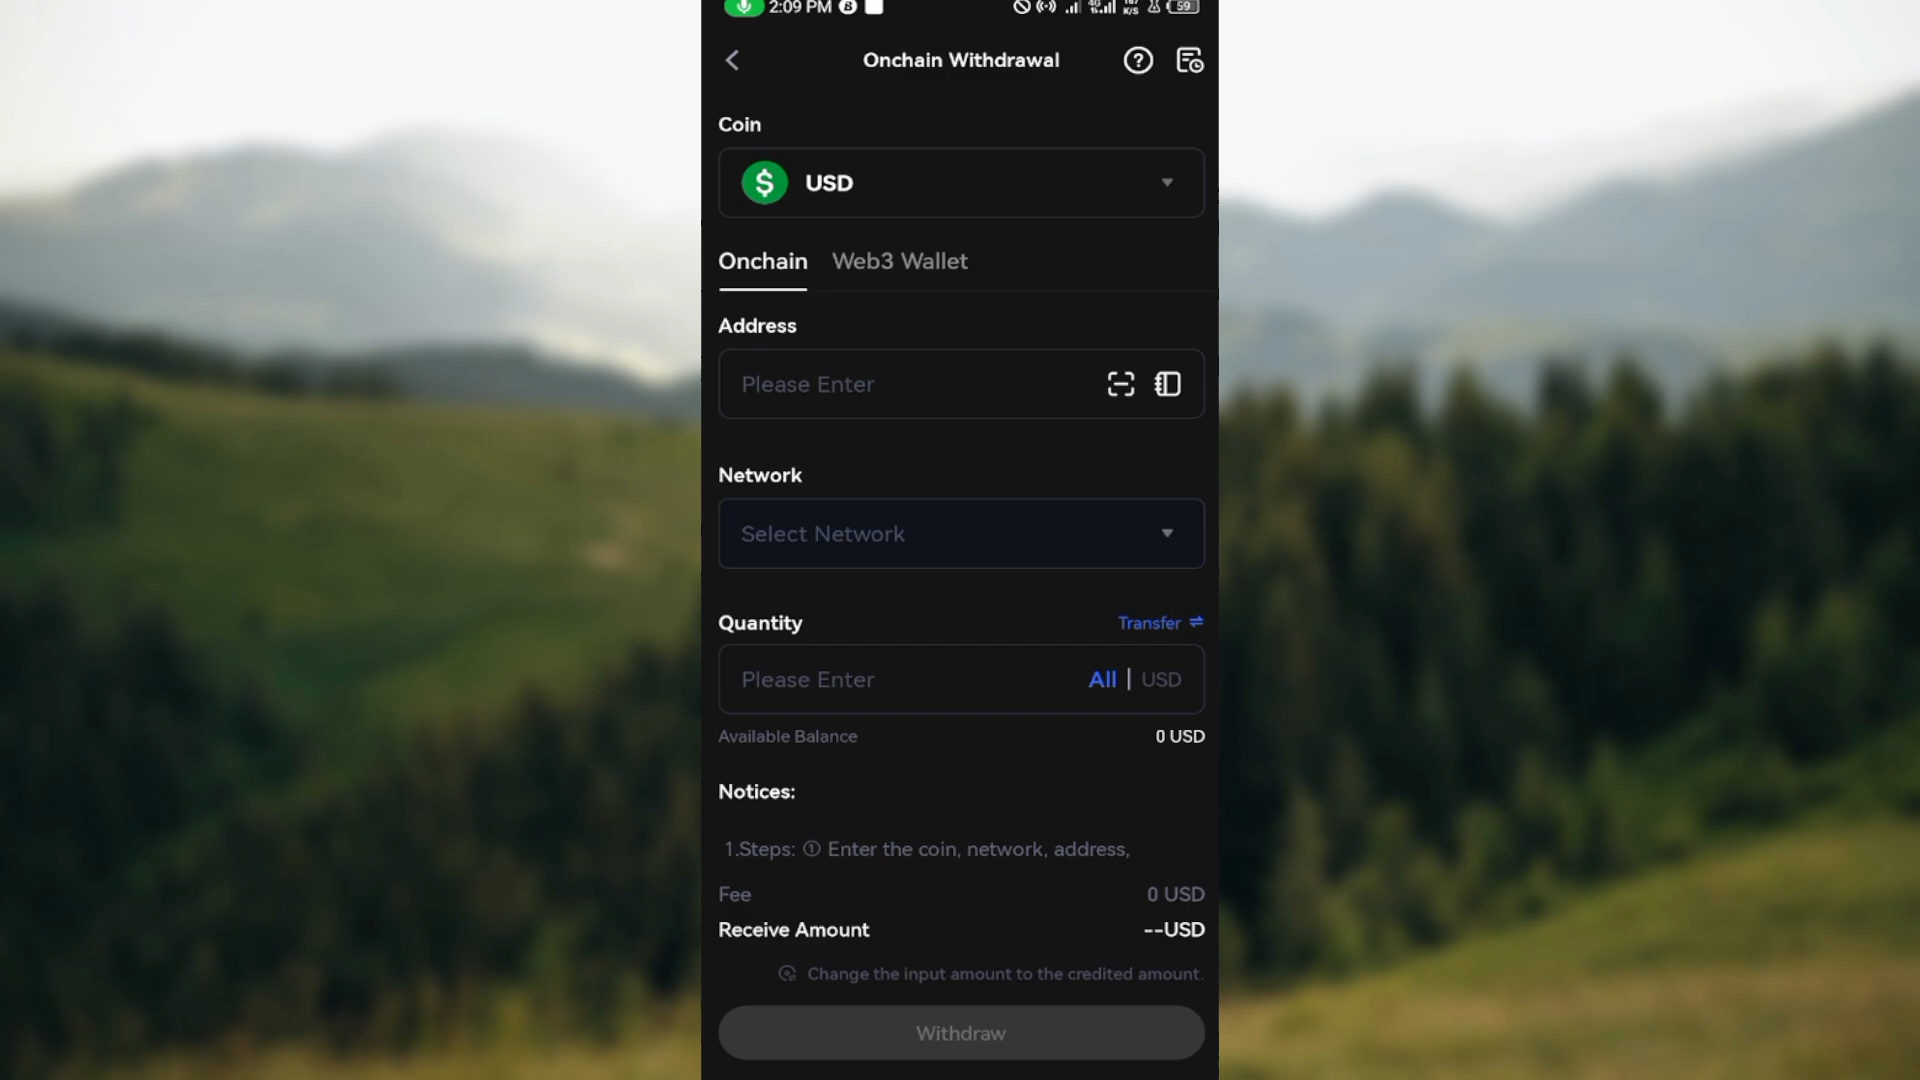 2:09 PM
4G
K/S
59
Onchain Withdrawal
Coin
USD
Onchain Web3 Wallet
Address
Please Enter
Network
Select Network
Quantity
Transfer
Please Enter
All | USD
Available Balance
0 USD
Notices:
1.Steps: ① Enter the coin, network, address,
Fee
0 USD
Receive Amount
--USD
Change the input amount to the credited amount.
Withdraw